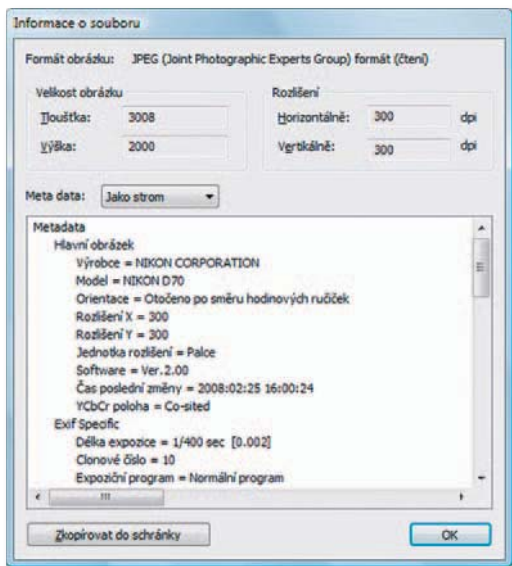 Informace o souboru
Formát obrázku: JPEG (Joint Photographic Experts Group) formát (čtení)
Velikost obrázku
Tloušťka: 3008
Výška: 2000
Rozlišení
Horizontálně: 300 dpi
Vertikálně: 300 dpi
Meta data: Jako strom
Metadata
Hlavní obrázek
Výrobce = NIKON CORPORATION
Model = NIKON D70
Orientace = Otočeno po směru hodinových ručiček
Rozlišení X = 300
Rozlišení Y = 300
Jednotka rozlišení = Palce
Software = Ver.2.00
Čas poslední změny = 2008:02:25 16:00:24
YCbCr poloha = Co-sited
Exif Specific
Délka expozice = 1/400 sec [0.002]
Clonové číslo = 10
Expoziční program = Normální program
Zkopírovat do schránky
OK